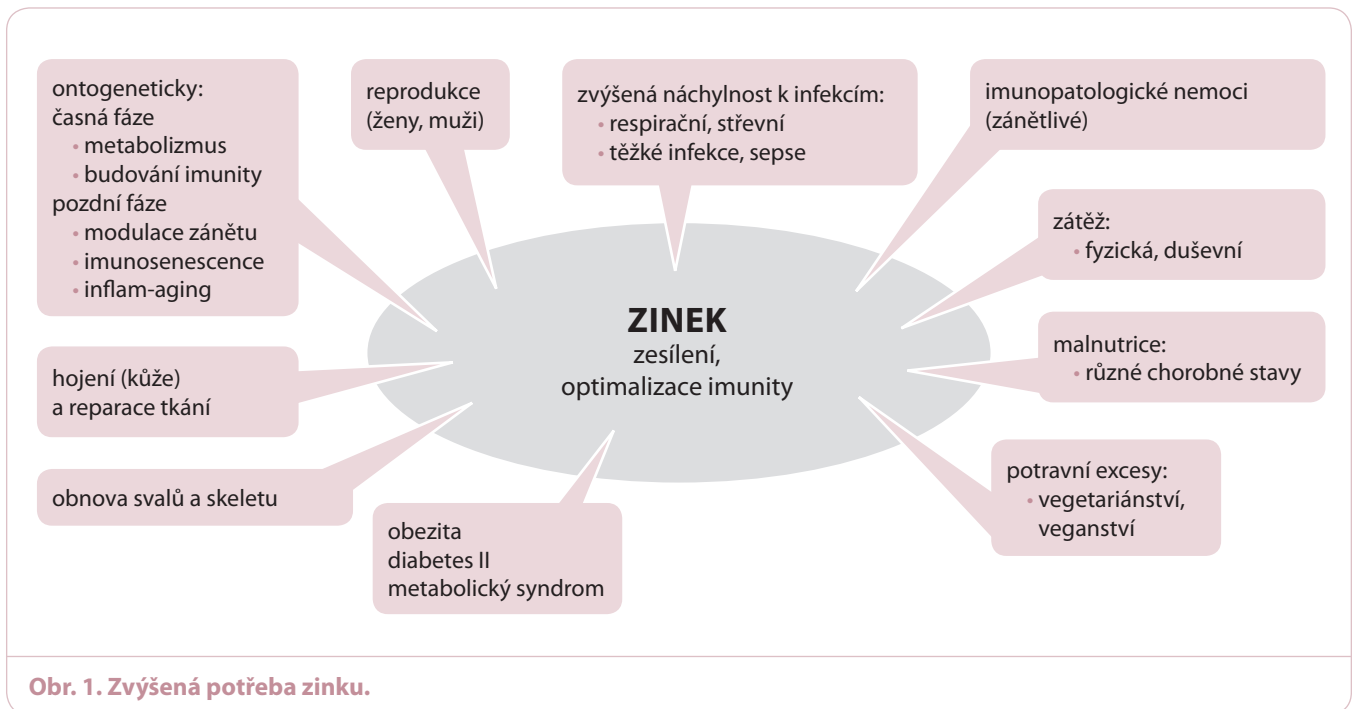 ontogeneticky:
časná fáze
• metabolizmus
• budování imunity
pozdní fáze
• modulace zánětu
• imunosenescence
• inflam-aging
reprodukce
(ženy, muži)
zvýšená náchylnost k infekcím:
• respirační, střevní
• těžké infekce, sepse
imunopatologické nemoci
(zánětlivé)
zátěž:
• fyzická, duševní
ZINEK
zesílení,
optimalizace imunity
malnutrice:
• různé chorobné stavy
hojení (kůže)
a reparace tkání
potravní excesy:
• vegetariánství,
veganství
obnova svalů a skeletu
obezita
diabetes II
metabolický syndrom
Obr. 1. Zvýšená potřeba zinku.